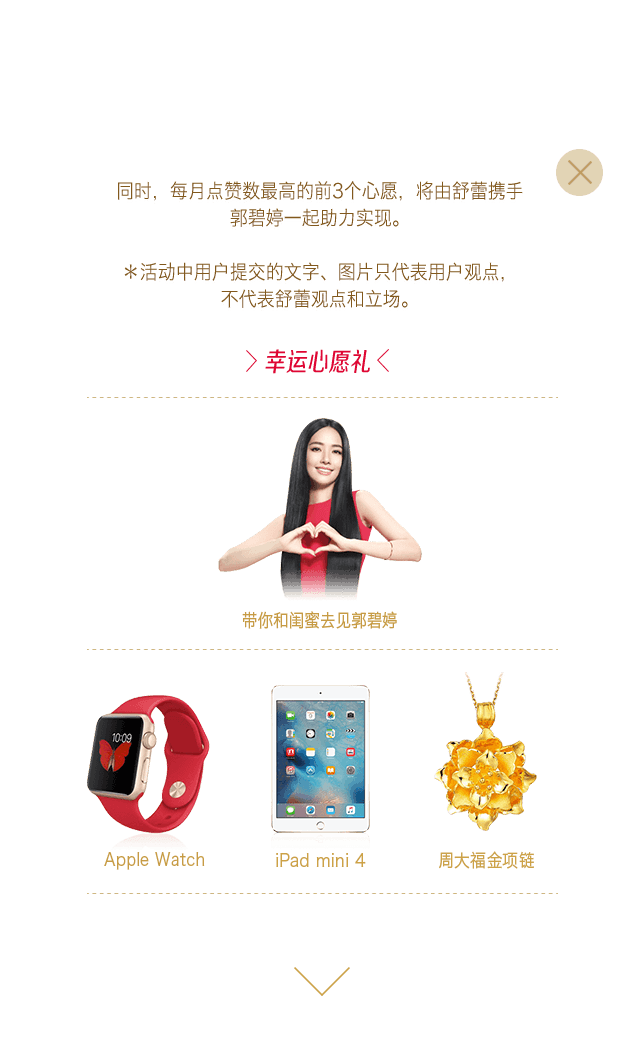 同时，每月点赞数最高的前3个心愿，将由舒蕾携手
郭碧婷一起助力实现。
＊活动中用户提交的文字、图片只代表用户观点，
不代表舒蕾观点和立场。
幸运心愿礼
带你和闺蜜去见郭碧婷
10:09
Apple Watch
iPad mini 4
周大福金项链